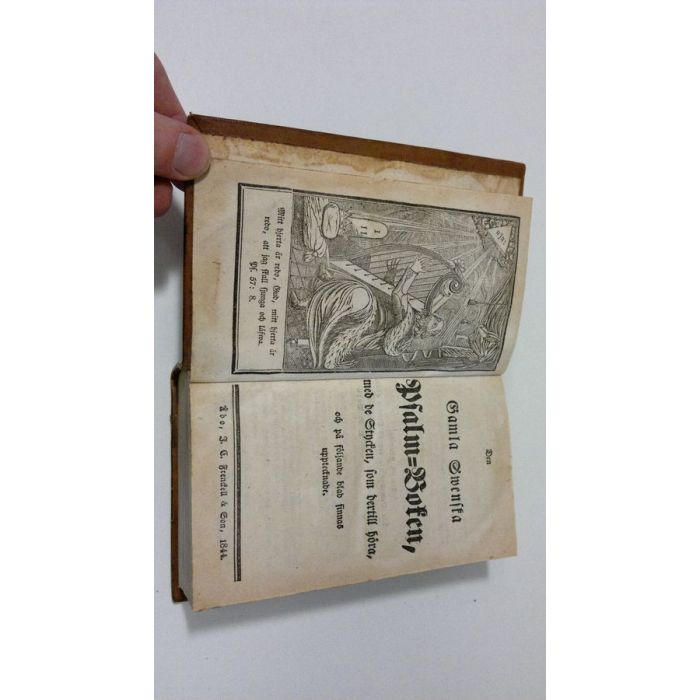 Mitt hjerta är redo, Gud, mitt hjerta är
redo, att jag skall sjunga och lofwa.
Ps. 57: 8.
I
II
Den
Gamla Swenska
Psalm=Boken,
med de Stycken, som dertill höra,
och på följande blad finnas
upptecknade.
Åbo, J. C. Frenckell & Son, 1844.